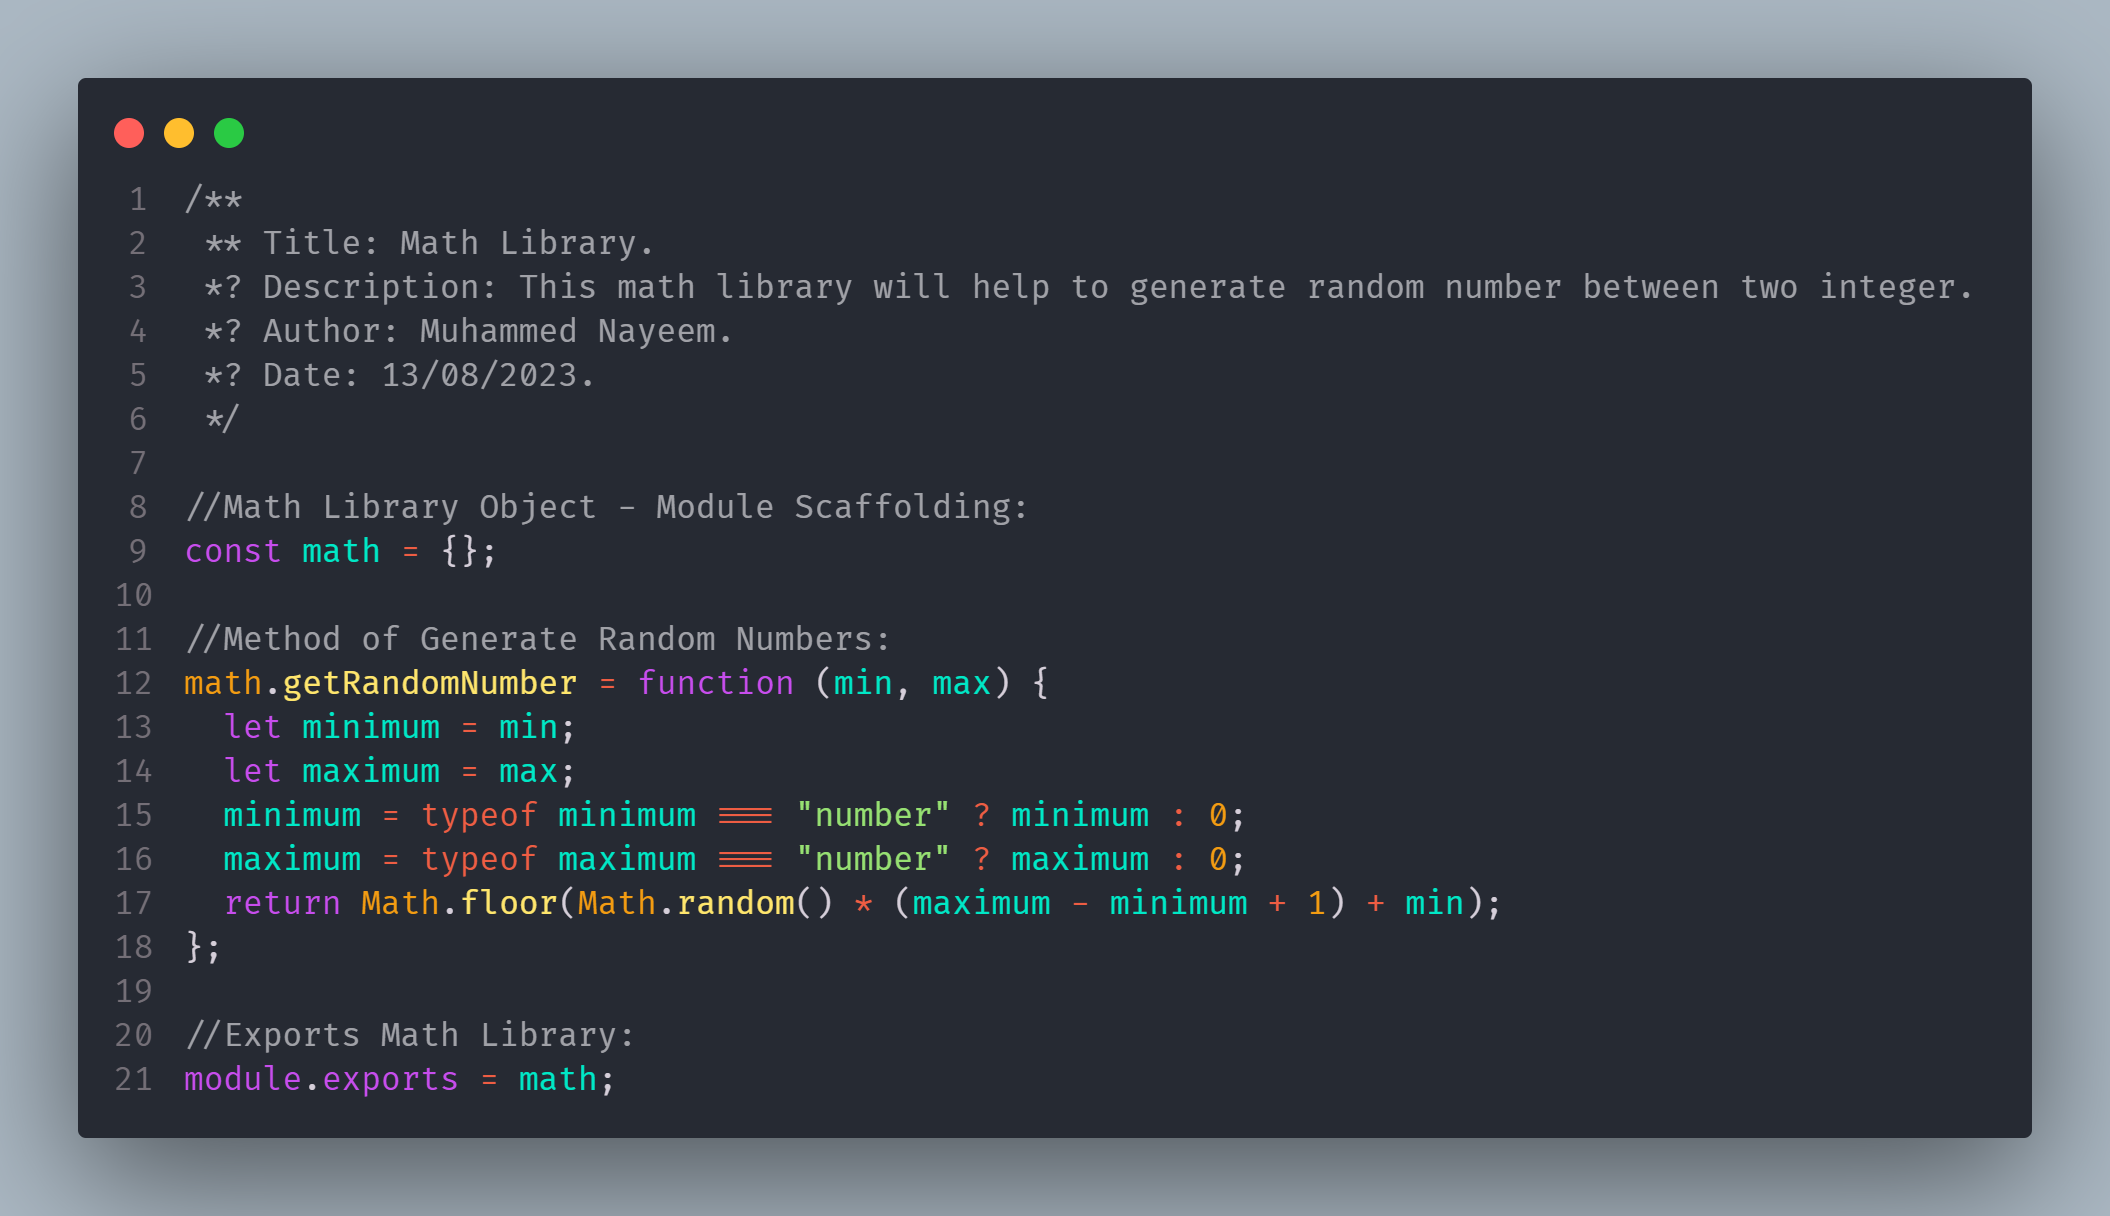 1 /**
2  ** Title: Math Library.
3  *? Description: This math library will help to generate random number between two integer.
4  *? Author: Muhammed Nayeem.
5  *? Date: 13/08/2023.
6  */
7
8 //Math Library Object - Module Scaffolding:
9 const math = {};
10
11 //Method of Generate Random Numbers:
12 math.getRandomNumber = function (min, max) {
13   let minimum = min;
14   let maximum = max;
15   minimum = typeof minimum === "number" ? minimum : 0;
16   maximum = typeof maximum === "number" ? maximum : 0;
17   return Math.floor(Math.random() * (maximum - minimum + 1) + min);
18 };
19
20 //Exports Math Library:
21 module.exports = math;